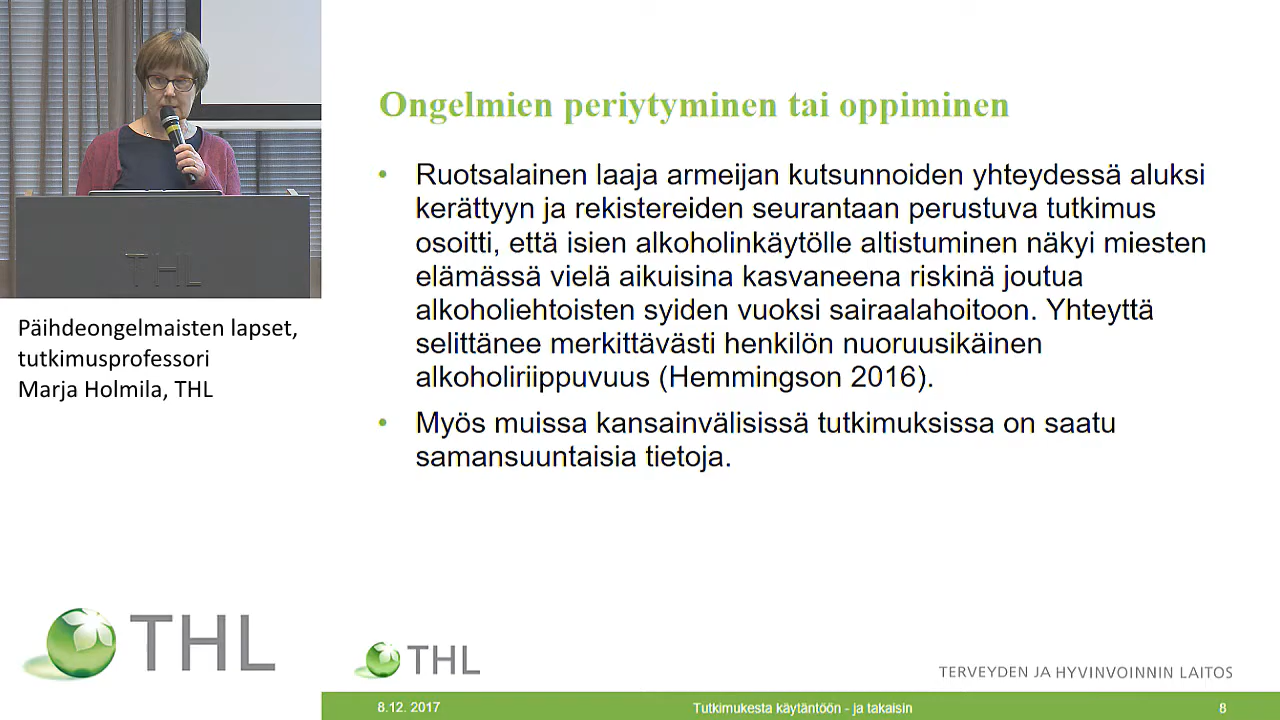 THL
Päihdeongelmaisten lapset,
tutkimusprofessori
Marja Holmila, THL
THL
Ongelmien periytyminen tai oppiminen
• Ruotsalainen laaja armeijan kutsunnoiden yhteydessä aluksi
kerättyyn ja rekistereiden seurantaan perustuva tutkimus
osoitti, että isien alkoholinkäytölle altistuminen näkyi miesten
elämässä vielä aikuisina kasvaneena riskinä joutua
alkoholiehtoisten syiden vuoksi sairaalahoitoon. Yhteyttä
selittänee merkittävästi henkilön nuoruusikäinen
alkoholiriippuvuus (Hemmingson 2016).
• Myös muissa kansainvälisissä tutkimuksissa on saatu
samansuuntaisia tietoja.
THL
TERVEYDEN JA HYVINVOINNIN LAITOS
8.12. 2017
Tutkimukesta käytäntöön - ja takaisin
8